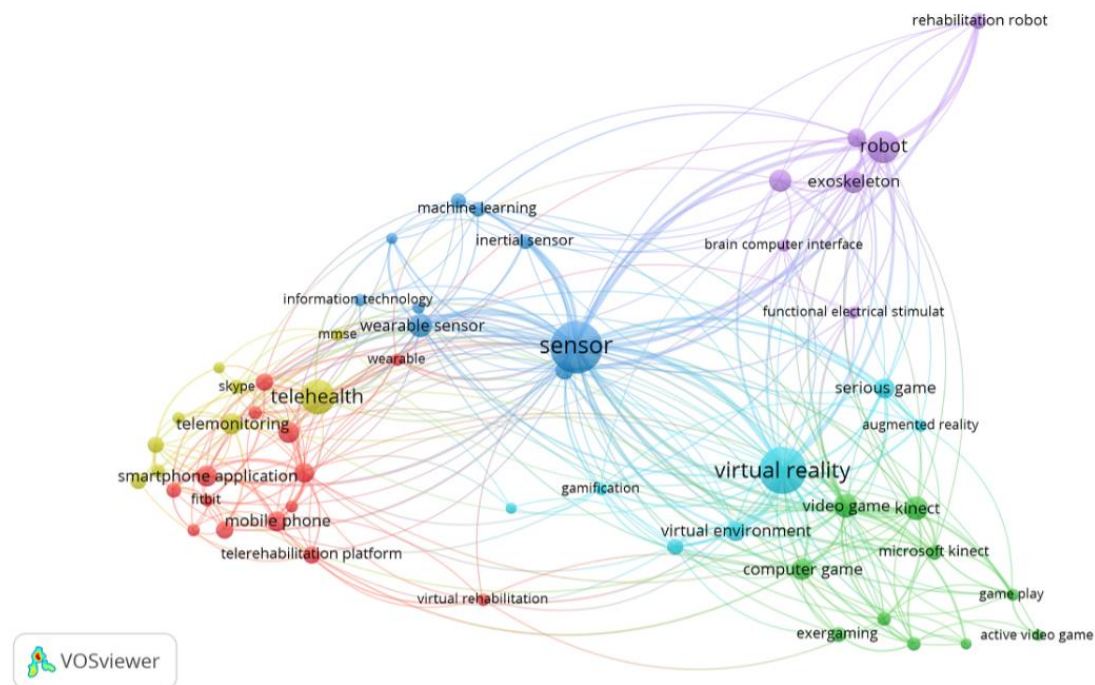 rehabilitation robot
robot
exoskeleton
machine learning
inertial sensor
brain computer interface
information technology
functional electrical stimulat
wearable sensor
mmse
sensor
wearable
skype
telehealth
serious game
telemonitoring
augmented reality
virtual reality
smartphone application
gamification
fitbit
video game
kinect
mobile phone
virtual environment
telerehabilitation platform
microsoft kinect
computer game
virtual rehabilitation
game play
exergaming
active video game
VOSviewer